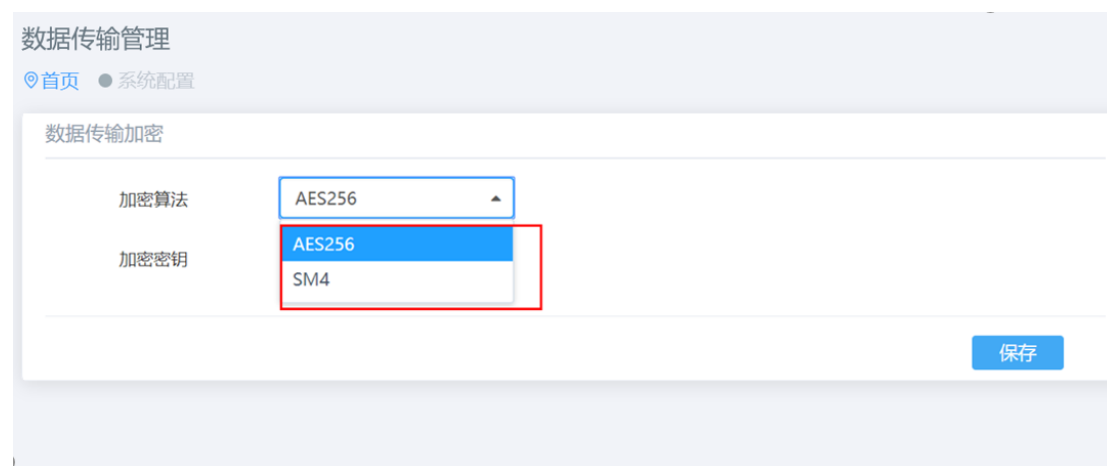 数据传输管理
首页 系统配置
数据传输加密
加密算法 AES256
AES256
加密密钥
SM4
保存